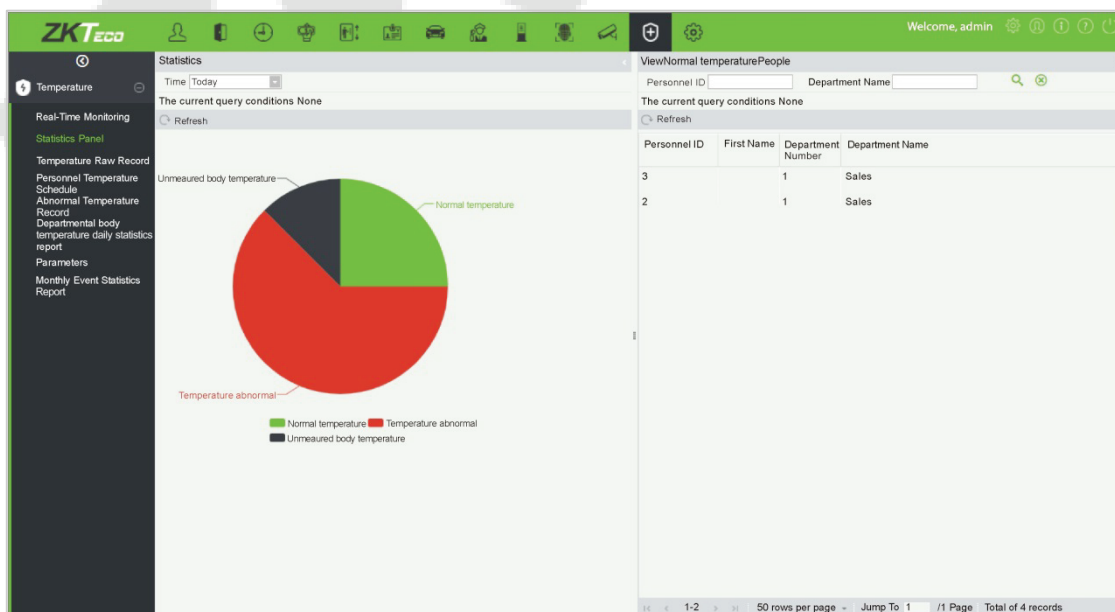 ZKTeco
Welcome, admin
Temperature
Real-Time Monitoring
Statistics Panel
Temperature Raw Record
Personnel Temperature
Schedule
Abnormal Temperature
Record
Departmental body
temperature daily statistics
report
Parameters
Monthly Event Statistics
Report
Statistics
Time Today
The current query conditions None
Refresh
Unmeaured body temperature
Normal temperature
Temperature abnormal
Normal temperature Temperature abnormal
Unmeaured body temperature
ViewNormal temperaturePeople
Personnel ID Department Name
The current query conditions None
Refresh
Personnel ID First Name Department Department Name
Number
3 1 Sales
2 1 Sales
1-2 50 rows per page Jump To 1 /1 Page Total of 4 records